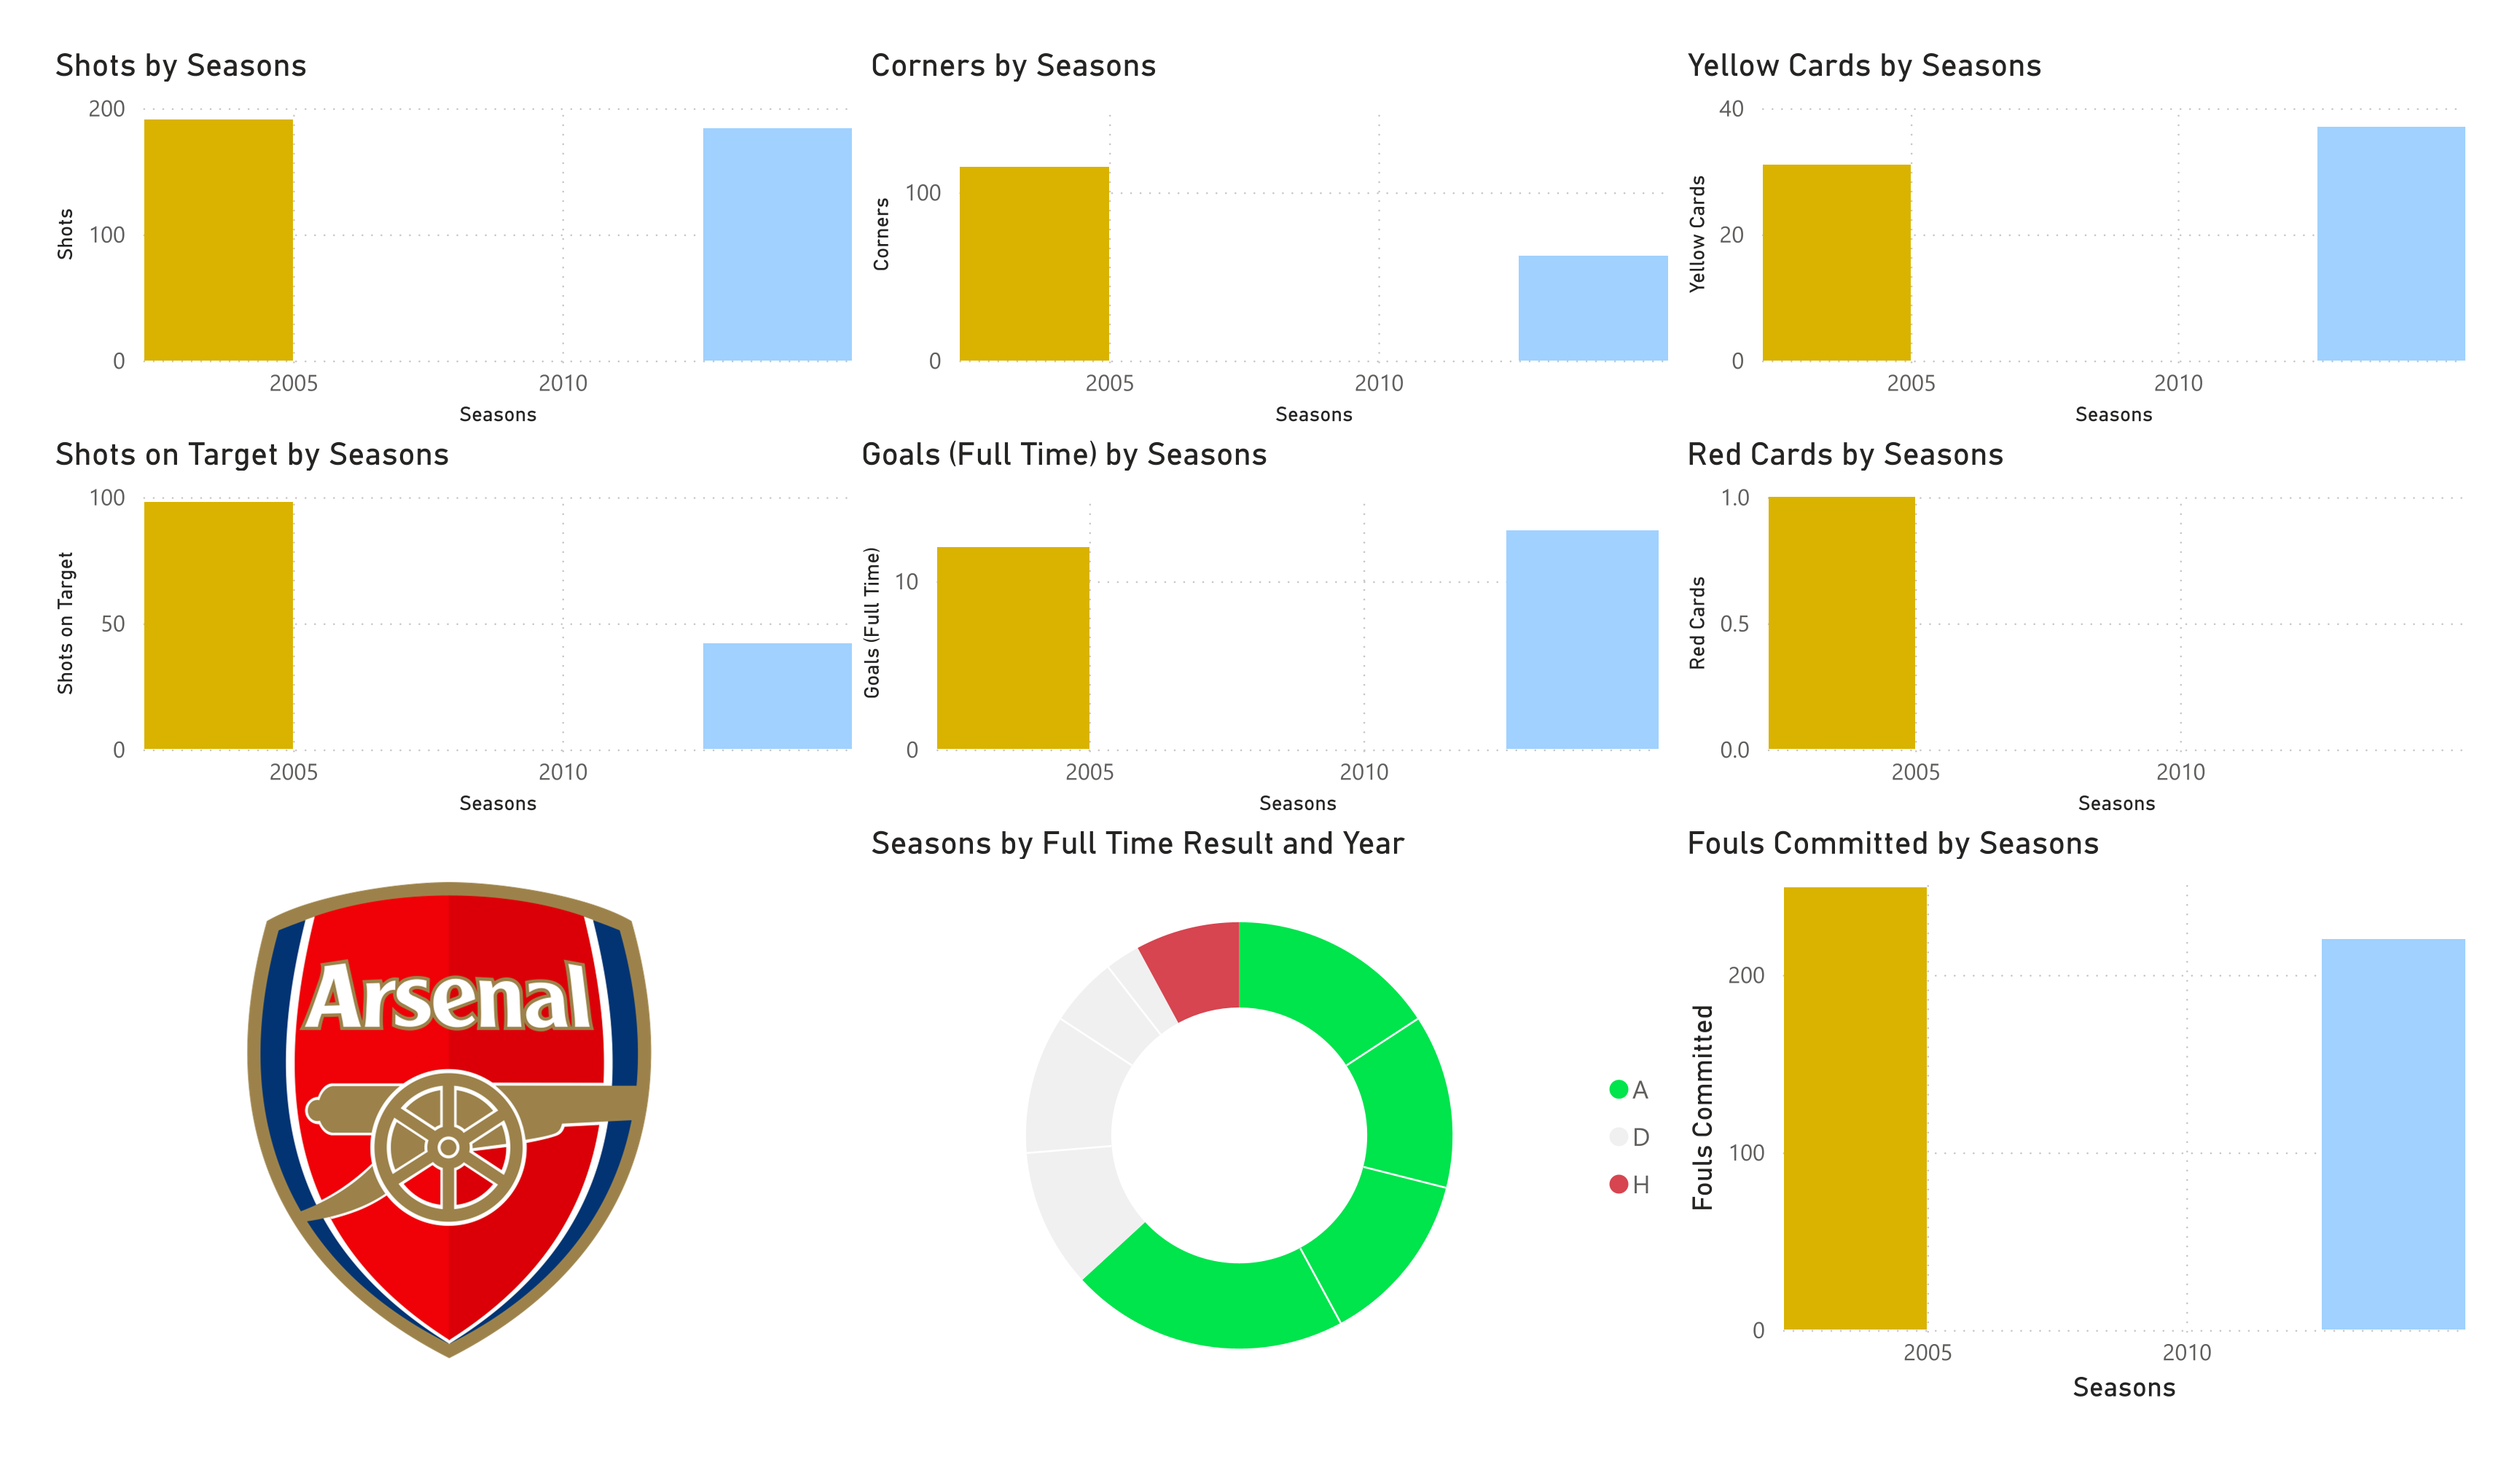 Shots by Seasons
200
100
0
Shots
2005
2010
Seasons
Corners by Seasons
100
0
Corners
2005
2010
Seasons
Yellow Cards by Seasons
40
20
0
Yellow Cards
2005
2010
Seasons
Shots on Target by Seasons
100
50
0
Shots on Target
2005
2010
Seasons
Goals (Full Time) by Seasons
10
0
Goals (Full Time)
2005
2010
Seasons
Red Cards by Seasons
1.0
0.5
0.0
Red Cards
2005
2010
Seasons
Arsenal
Seasons by Full Time Result and Year
A
D
H
Fouls Committed by Seasons
200
100
0
Fouls Committed
2005
2010
Seasons